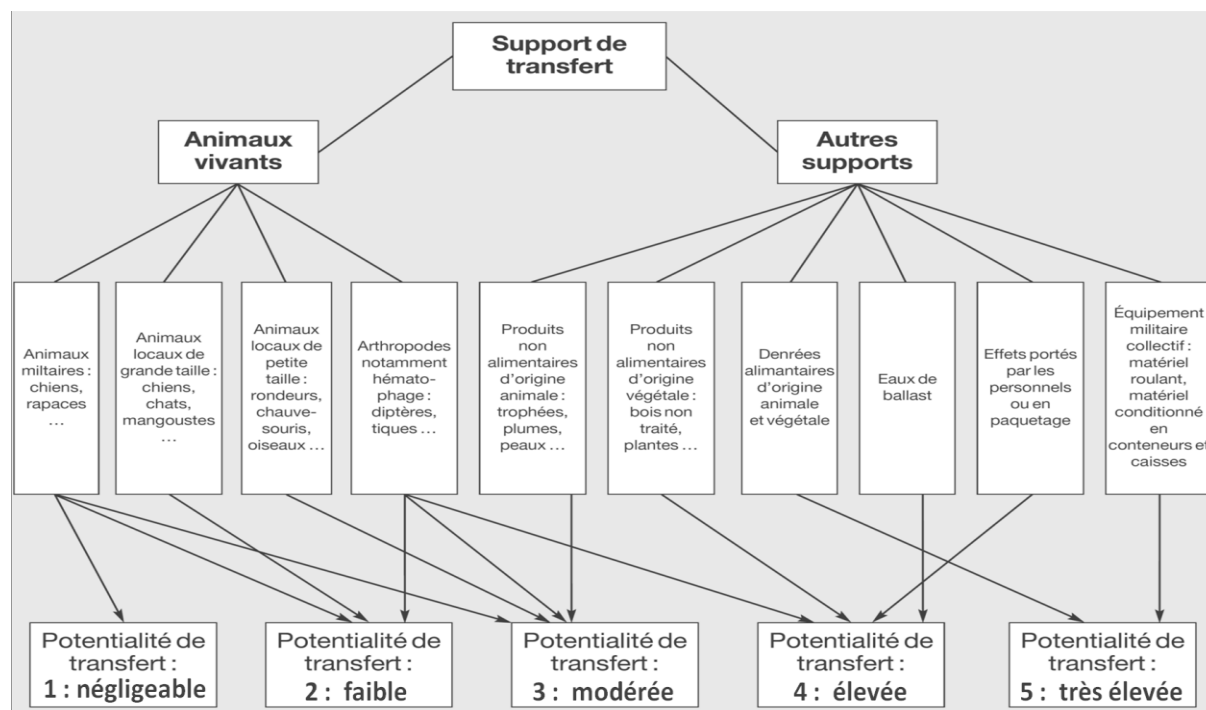 Support de
transfert
Animaux
vivants
Autres
supports
Animaux
miltaires :
chiens,
rapaces
...
Animaux
locaux de
grande taille :
chiens,
chats,
mangoustes
...
Animaux
locaux de
petite
taille :
rondeurs,
chauve-
souris,
oiseaux ...
Arthropodes
notamment
hémato-
phage :
diptères,
tiques ...
Produits
non
alimentaires
d'origine
animale :
trophées,
plumes,
peaux ...
Produits
non
alimentaires
d'origine
végétale :
bois non
traité,
plantes ...
Denrées
alimantaires
d'origine
animale
et végétale
Eaux de
ballast
Effets portés
par les
personnels
ou en
paquetage
Équipement
militaire
collectif :
matériel
roulant,
matériel
conditionné
en
conteneurs et
caisses
Potentialité de
transfert :
1 : négligeable
Potentialité de
transfert :
2 : faible
Potentialité de
transfert :
3 : modérée
Potentialité de
transfert :
4 : élevée
Potentialité de
transfert :
5 : très élevée